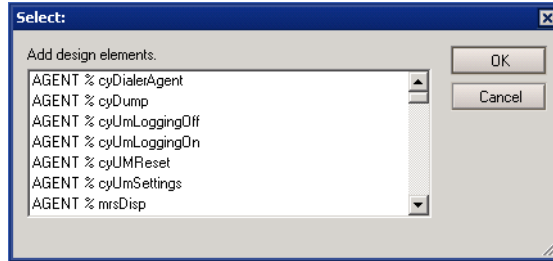 Select:
Add design elements.
OK
AGENT % cyDialerAgent
AGENT % cyDump
Cancel
AGENT % cyUmLoggingOff
AGENT % cyUmLoggingOn
AGENT % cyUMReset
AGENT % cyUmSettings
AGENT % mrsDisp